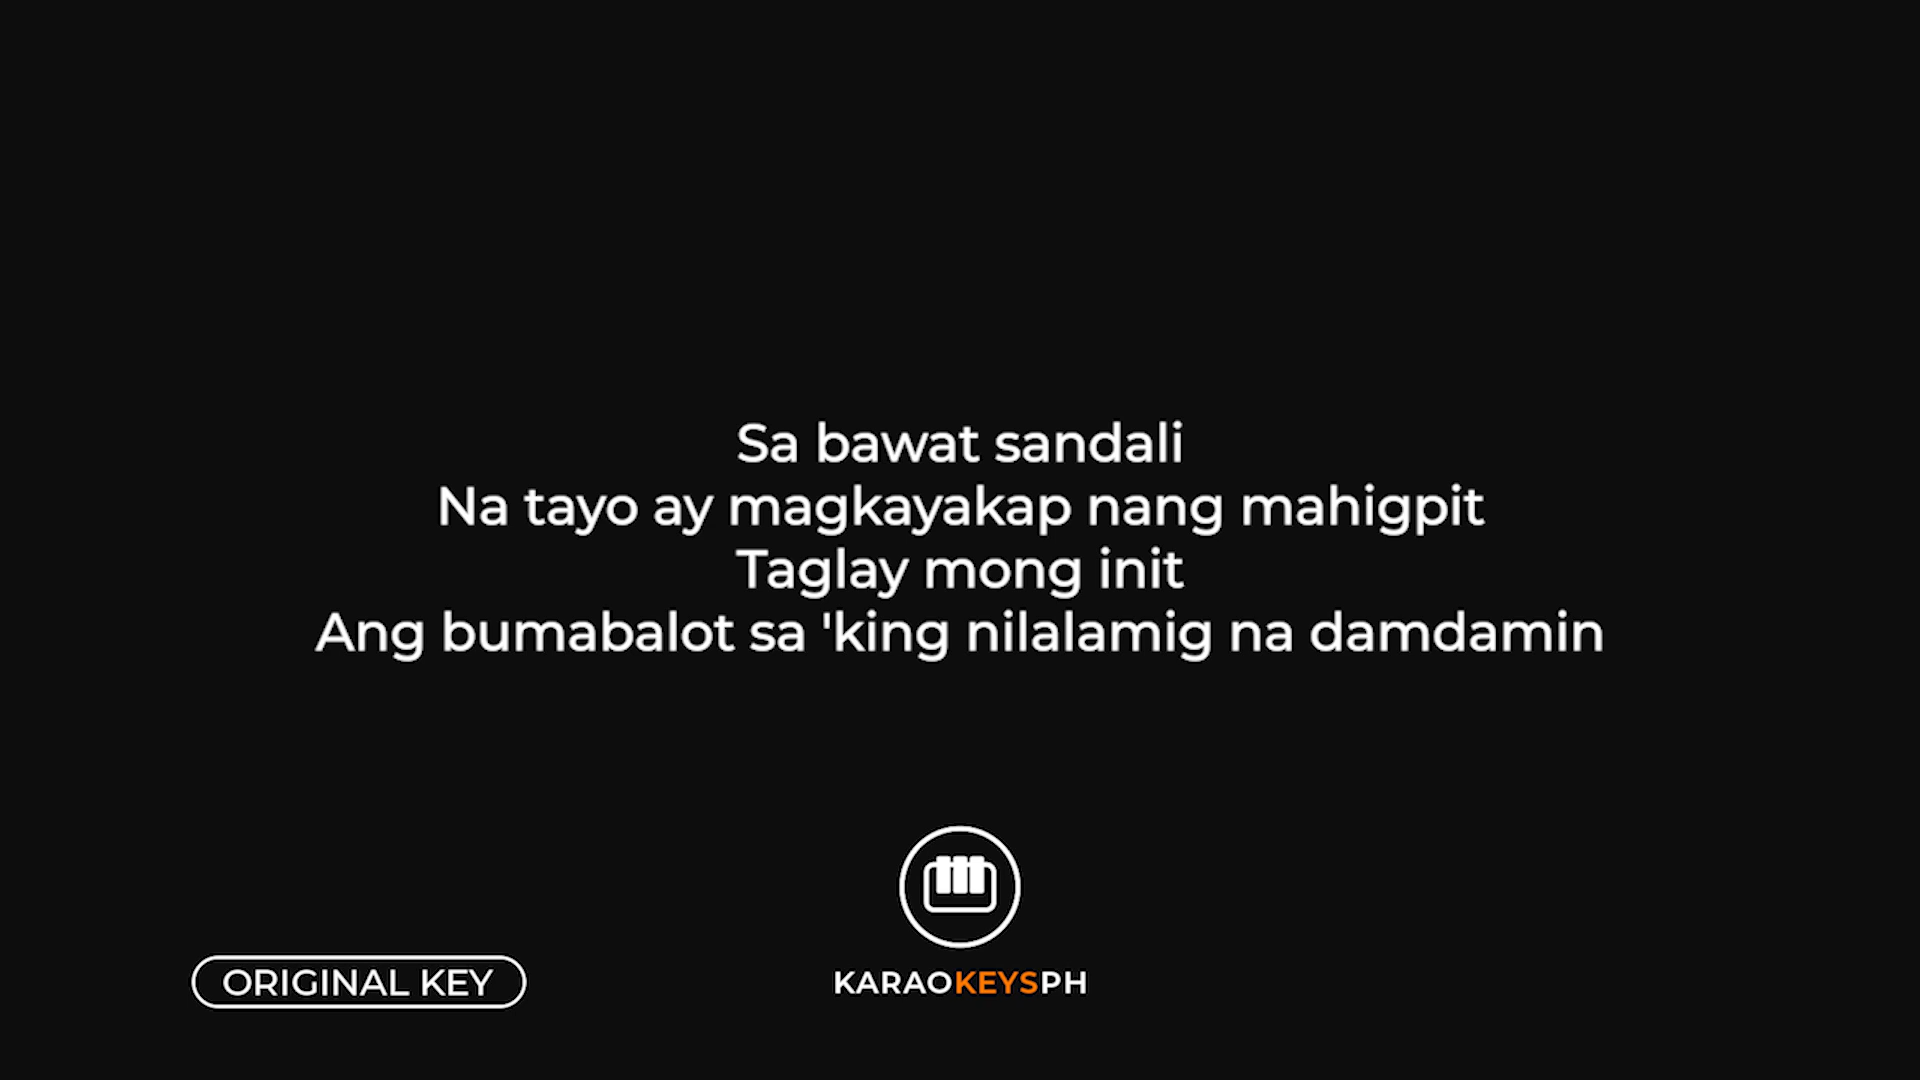 Sa bawat sandali
Na tayo ay magkayakap nang mahigpit
Taglay mong init
Ang bumabalot sa 'king nilalamig na damdamin
ORIGINAL KEY
KARAOKEYSPH